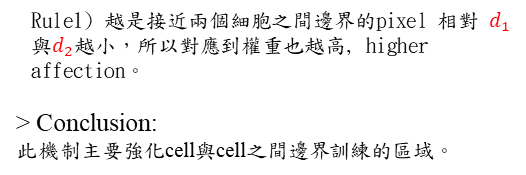 Rule1) 越是接近兩個細胞之間邊界的pixel 相對 d₁
與d₂越小，所以對應到權重也越高, higher
affection。
> Conclusion:
此機制主要強化cell與cell之間邊界訓練的區域。